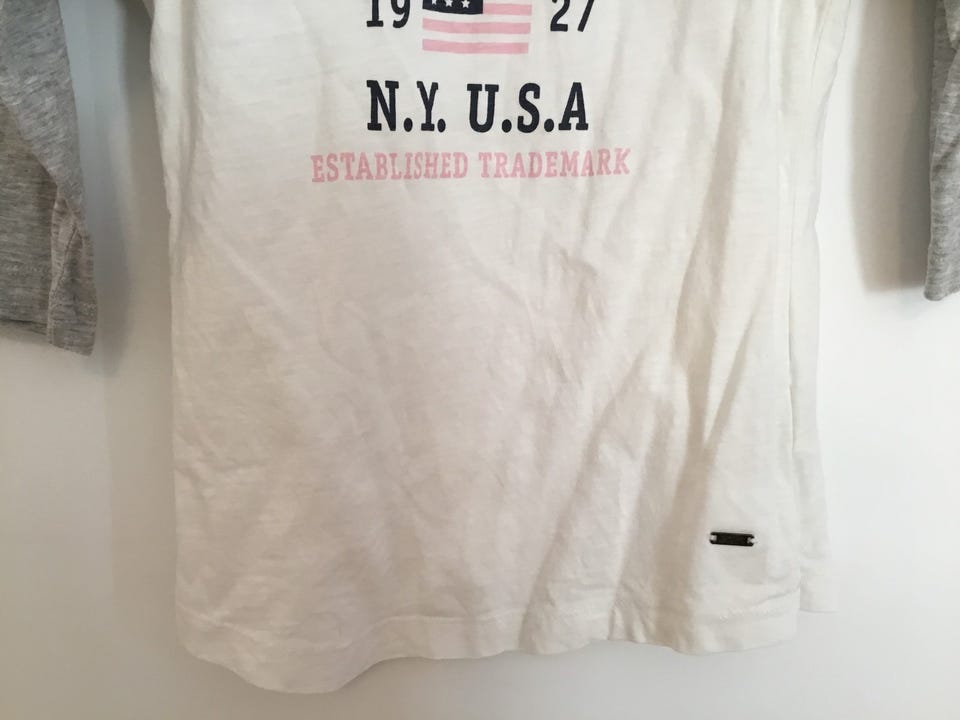 19 27
N.Y. U.S.A
ESTABLISHED TRADEMARK